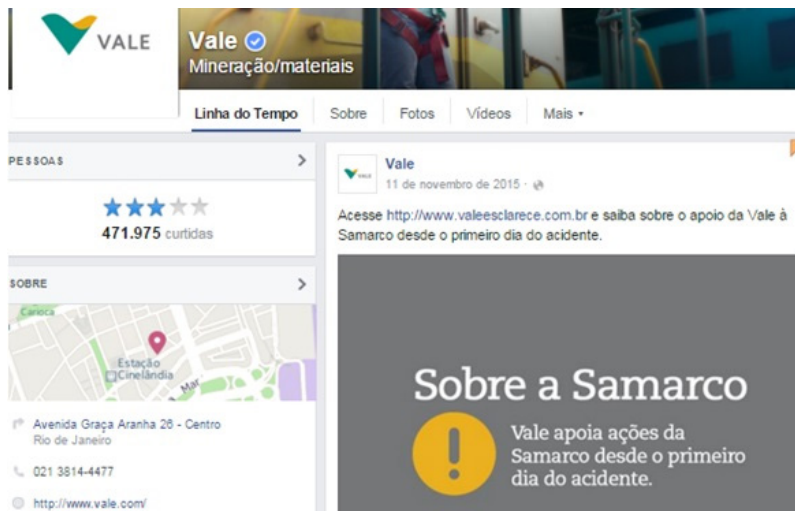 VALE
Vale
Mineração/materiais
Linha do Tempo Sobre Fotos Vídeos Mais
PESSOAS
471.975 curtidas
SOBRE
Carioca
Estação
Cinelândia
Mar
Avenida Graça Aranha 26 - Centro
Rio de Janeiro
021 3814-4477
http://www.vale.com/
VALE
Vale
11 de novembro de 2015 ·
Acesse http://www.valeesclarece.com.br e saiba sobre o apoio da Vale à
Samarco desde o primeiro dia do acidente.
Sobre a Samarco
!
Vale apoia ações da
Samarco desde o primeiro
dia do acidente.